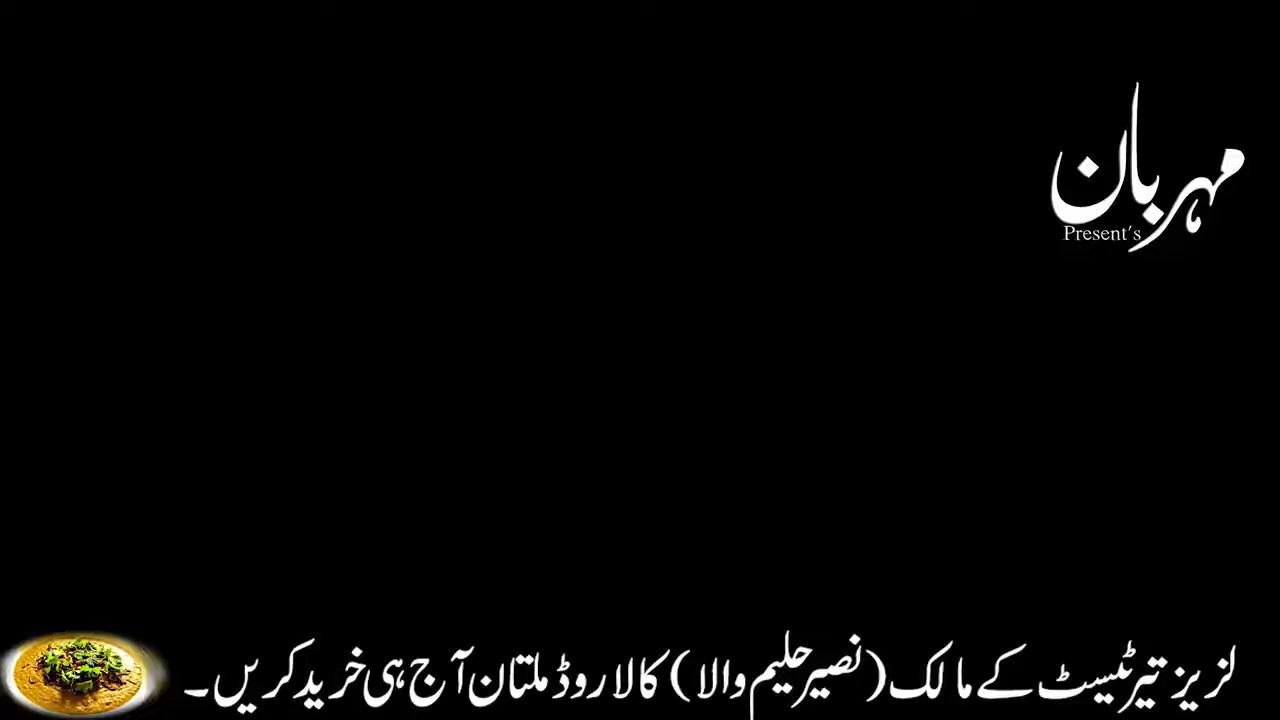 مہربان
Present's
لزیز تیر ٹیسٹ کے مالک (نصیر حلیم والا) کالا روڈ ملتان آج ہی خرید کریں۔